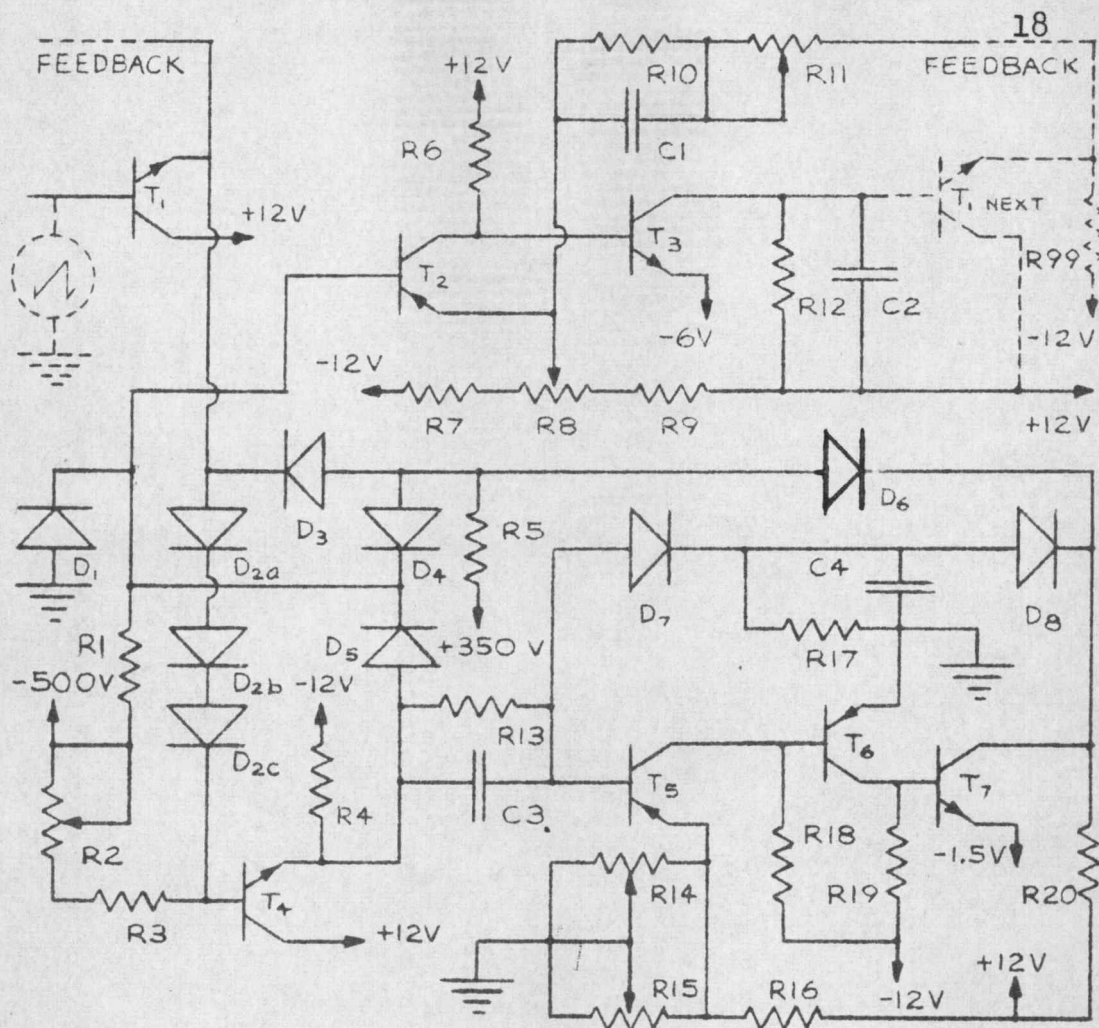 18
FEEDBACK
FEEDBACK
+12V
R10
R11
R6
C1
T1
+12V
T2
T3
T1 NEXT
R99
R12
C2
-6V
-12V
-12V
R7
R8
R9
+12V
D1
D2a
D3
D4
R5
D6
C4
D7
D8
R1
D5
+350 V
R17
-500V
D2b
-12V
R13
D2c
T6
T5
T7
R4
C3
R18
R2
-1.5V
R14
R19
R20
R3
T4
+12V
+12V
R15
R16
-12V